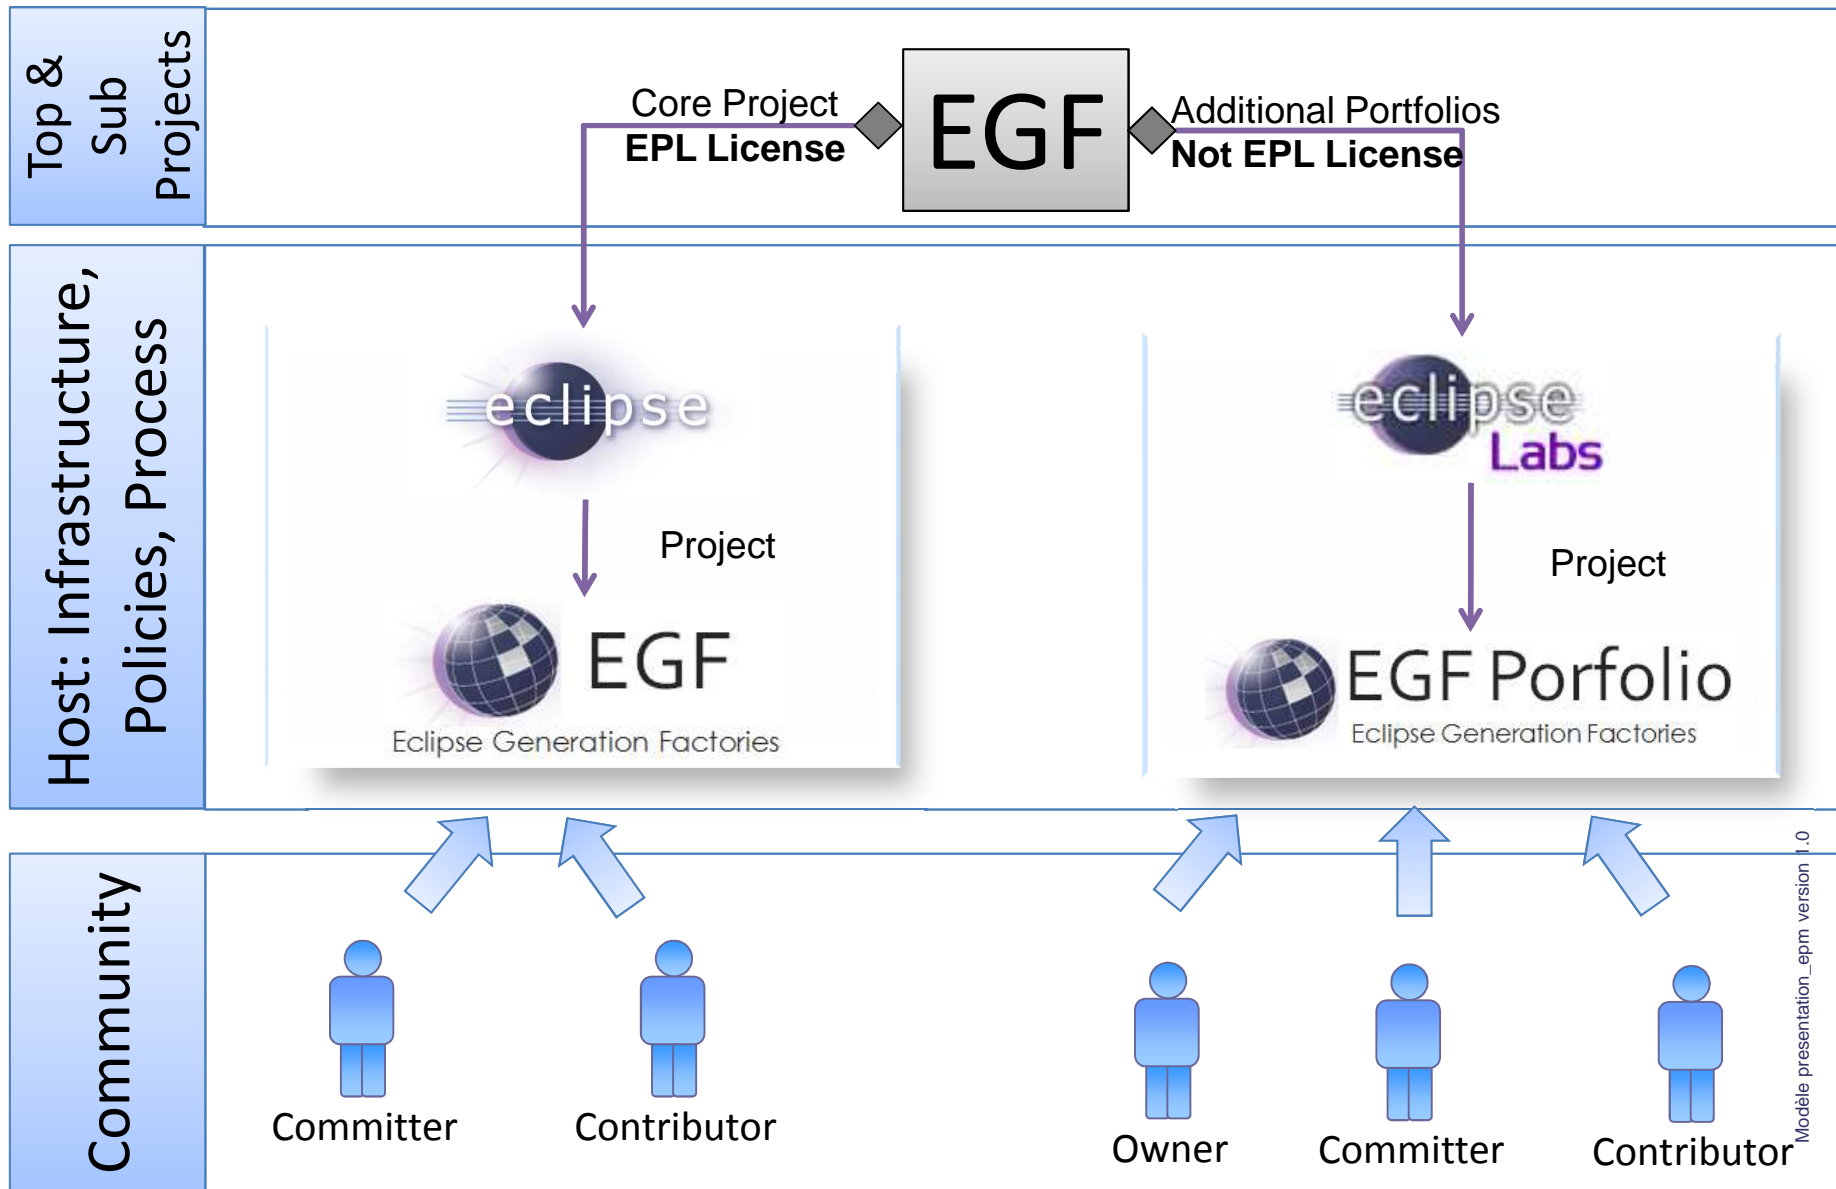 Top &
Sub
Projects
Core Project
EPL License
EGF
Additional Portfolios
Not EPL License
Host: Infrastructure,
Policies, Process
eclipse
Project
EGF
Eclipse Generation Factories
eclipse
Labs
Project
EGF Porfolio
Eclipse Generation Factories
Community
Committer
Contributor
Owner
Committer
Contributor
Modèle presentation_epm version 1.0